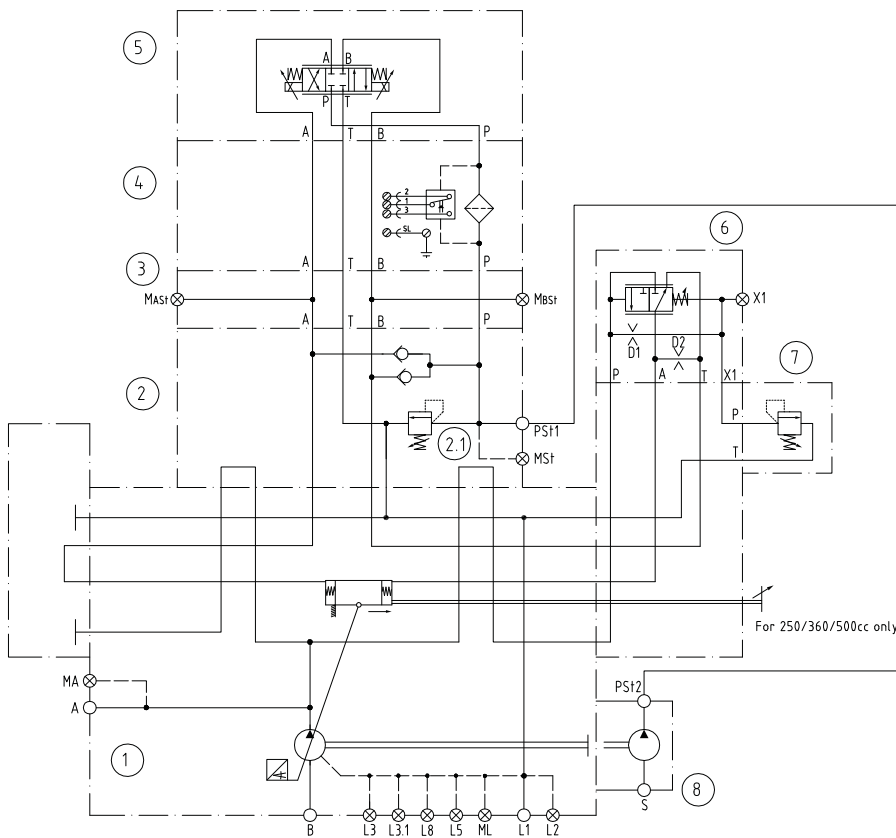 5
A B
P T
A T B P
4
2
1
3
SL
6
3
A T B P
MASt
MBSt
X1
A T B P
D1
D2
7
P A T X1
2
P
2.1
PSt1
T
MSt
For 250/360/500cc only
MA
PSt2
A
1
8
B L3 L3.1 L8 L5 ML L1 L2 S